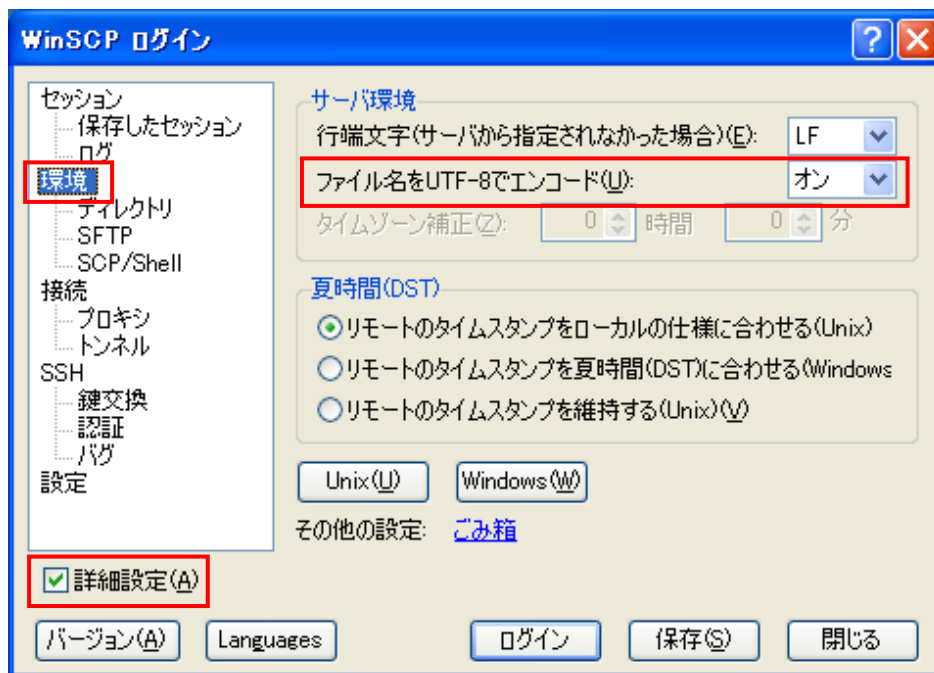 WinSCP ログイン
セッション
保存したセッション
ログ
環境
ディレクトリ
SFTP
SCP/Shell
接続
プロキシ
トンネル
SSH
鍵交換
認証
バグ
設定
詳細設定(A)
サーバ環境
行端文字(サーバから指定されなかった場合)(E): LF
ファイル名をUTF-8でエンコード(U): オン
タイムゾーン補正(Z): 0 時間 0 分
夏時間(DST)
リモートのタイムスタンプをローカルの仕様に合わせる(Unix)
リモートのタイムスタンプを夏時間(DST)に合わせる(Windows
リモートのタイムスタンプを維持する(Unix)(V)
Unix(U) Windows(W)
その他の設定: ごみ箱
バージョン(A) Languages ログイン 保存(S) 閉じる